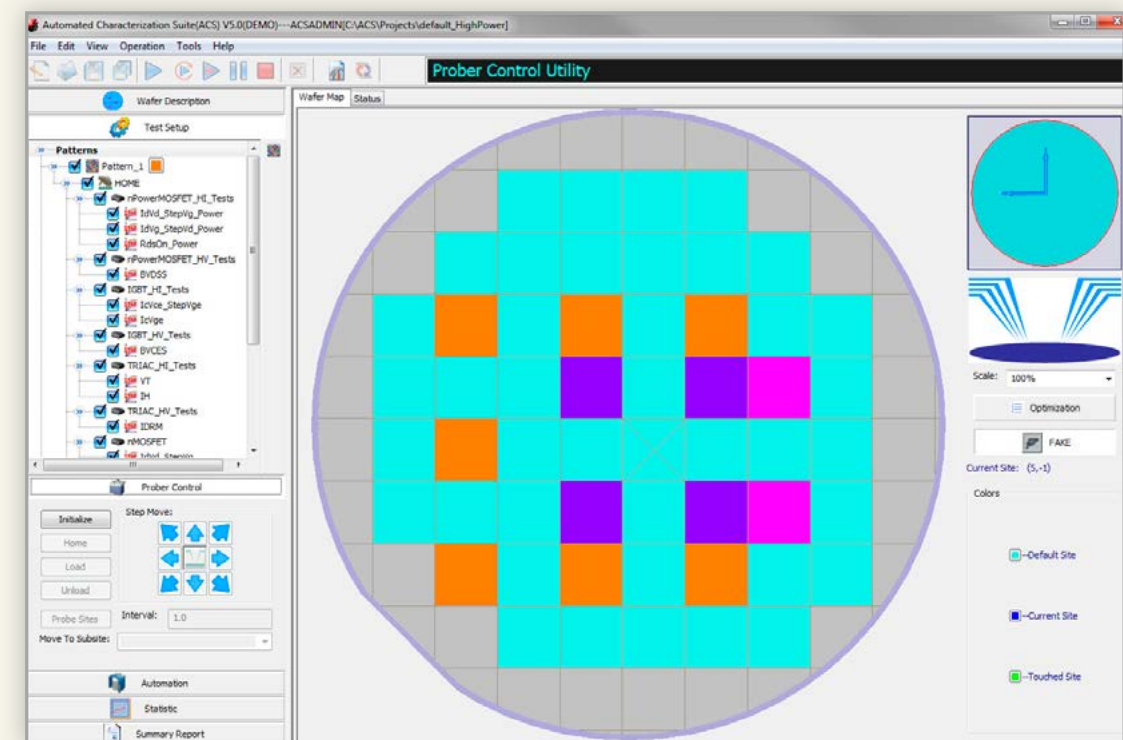 Automated Characterization Suite(ACS) V5.0(DEMO)---ACSADMIN[C:\ACS\Projects\default_HighPower]
File Edit View Operation Tools Help
Prober Control Utility
Wafer Description
Test Setup
Patterns
Pattern_1
HOME
nPowerMOSFET_HI_Tests
IdVd_StepVg_Power
IdVg_StepVd_Power
RdsOn_Power
nPowerMOSFET_HV_Tests
BVDSS
IGBT_HI_Tests
IcVce_StepVge
IcVge
IGBT_HV_Tests
BVCES
TRIAC_HI_Tests
VT
IH
TRIAC_HV_Tests
IDRM
nMOSFET
Prober Control
Initialize
Step Move:
Home
Load
Unload
Probe Sites
Interval: 1.0
Move To Subsite:
Automation
Statistic
Summary Report
Wafer Map Status
Scale: 100%
Optimization
FAKE
Current Site: (5,-1)
Colors
--Default Site
--Current Site
--Touched Site